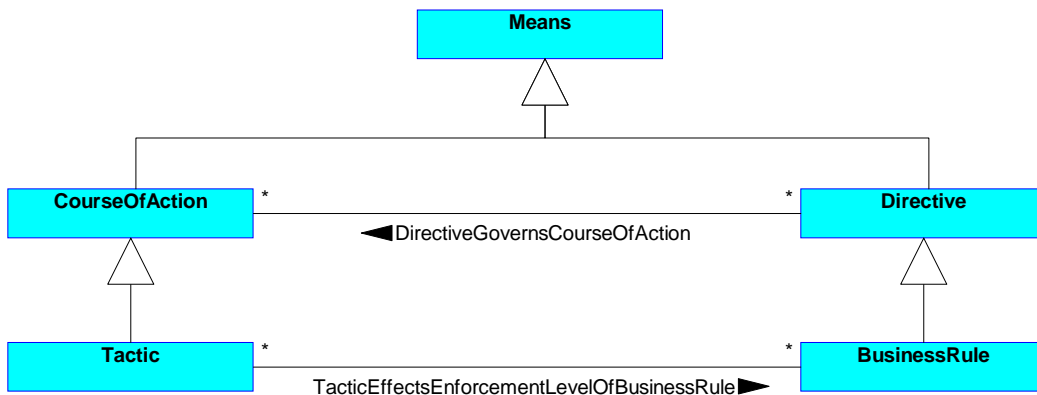 Means
* *
CourseOfAction Directive
◄DirectiveGovernsCourseOfAction
* *
Tactic BusinessRule
TacticEffectsEnforcementLevelOfBusinessRule►